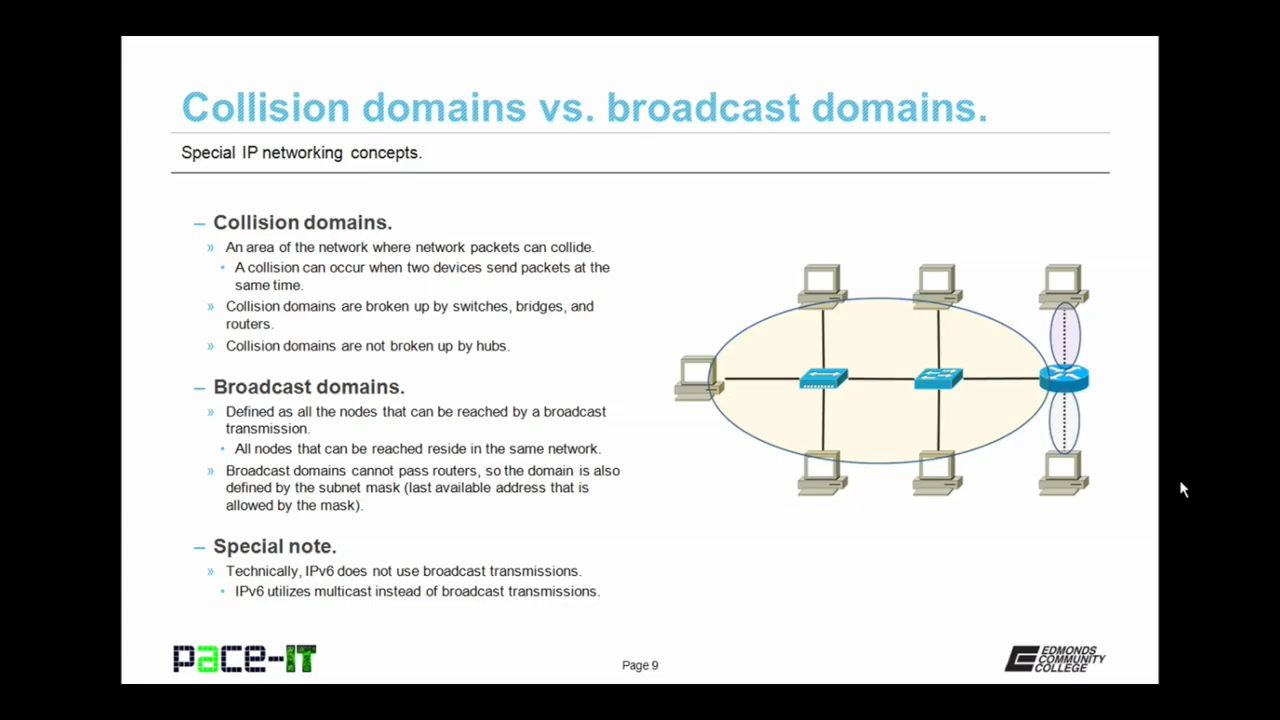 Collision domains vs. broadcast domains.
Special IP networking concepts.
– Collision domains.
» An area of the network where network packets can collide.
• A collision can occur when two devices send packets at the
same time.
» Collision domains are broken up by switches, bridges, and
routers.
» Collision domains are not broken up by hubs.
– Broadcast domains.
» Defined as all the nodes that can be reached by a broadcast
transmission.
• All nodes that can be reached reside in the same network.
» Broadcast domains cannot pass routers, so the domain is also
defined by the subnet mask (last available address that is
allowed by the mask).
– Special note.
» Technically, IPv6 does not use broadcast transmissions.
• IPv6 utilizes multicast instead of broadcast transmissions.
pace-IT
Page 9
EDMONDS
COMMUNITY
COLLEGE